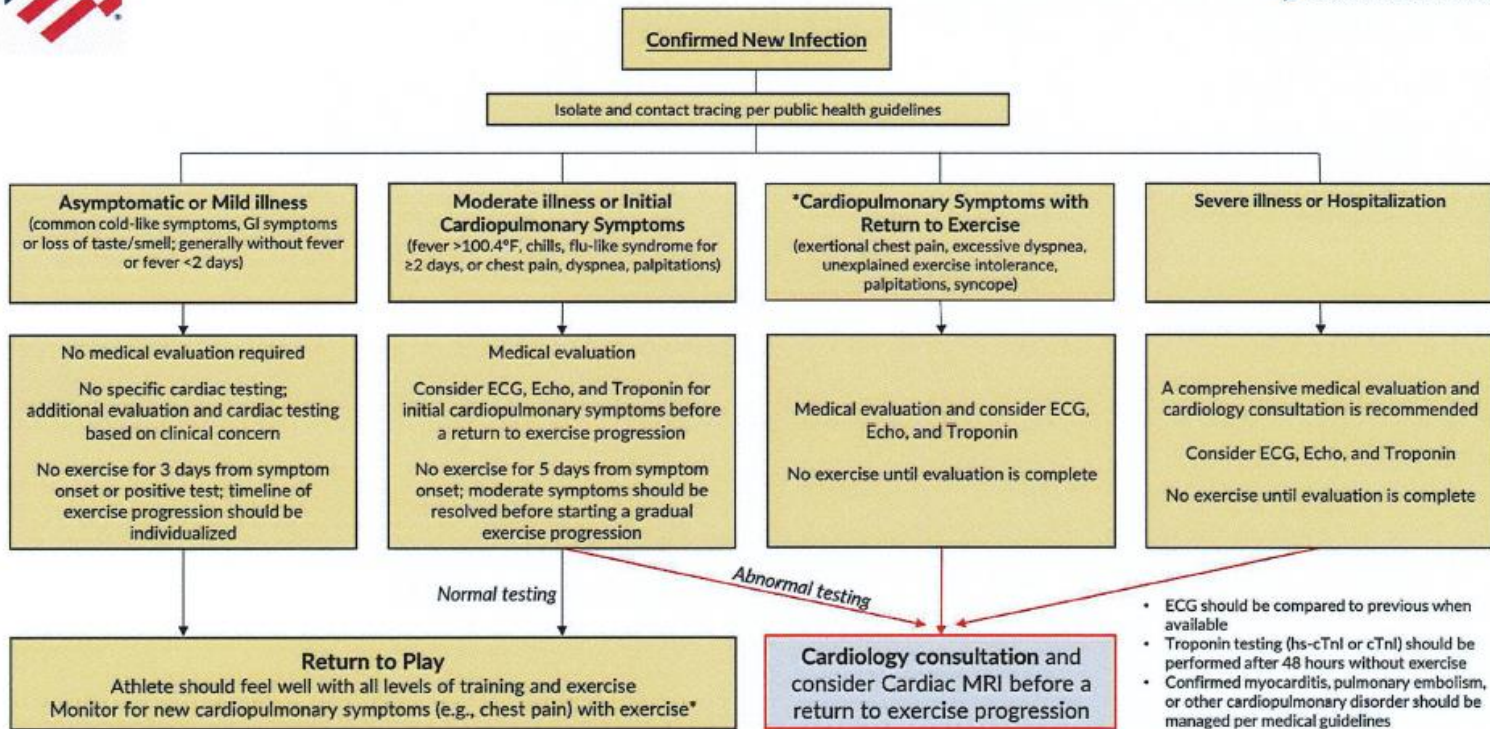 Confirmed New Infection
Isolate and contact tracing per public health guidelines
Asymptomatic or Mild illness
(common cold-like symptoms, GI symptoms
or loss of taste/smell; generally without fever
or fever <2 days)
Moderate illness or Initial
Cardiopulmonary Symptoms
(fever >100.4°F, chills, flu-like syndrome for
≥2 days, or chest pain, dyspnea, palpitations)
*Cardiopulmonary Symptoms with
Return to Exercise
(exertional chest pain, excessive dyspnea,
unexplained exercise intolerance,
palpitations, syncope)
Severe illness or Hospitalization
No medical evaluation required
No specific cardiac testing;
additional evaluation and cardiac testing
based on clinical concern
No exercise for 3 days from symptom
onset or positive test; timeline of
exercise progression should be
individualized
Medical evaluation
Consider ECG, Echo, and Troponin for
initial cardiopulmonary symptoms before
a return to exercise progression
No exercise for 5 days from symptom
onset; moderate symptoms should be
resolved before starting a gradual
exercise progression
Medical evaluation and consider ECG,
Echo, and Troponin
No exercise until evaluation is complete
A comprehensive medical evaluation and
cardiology consultation is recommended
Consider ECG, Echo, and Troponin
No exercise until evaluation is complete
Normal testing
Abnormal testing
Return to Play
Athlete should feel well with all levels of training and exercise
Monitor for new cardiopulmonary symptoms (e.g., chest pain) with exercise*
Cardiology consultation and
consider Cardiac MRI before a
return to exercise progression
• ECG should be compared to previous when
available
• Troponin testing (hs-cTnI or cTnI) should be
performed after 48 hours without exercise
• Confirmed myocarditis, pulmonary embolism,
or other cardiopulmonary disorder should be
managed per medical guidelines